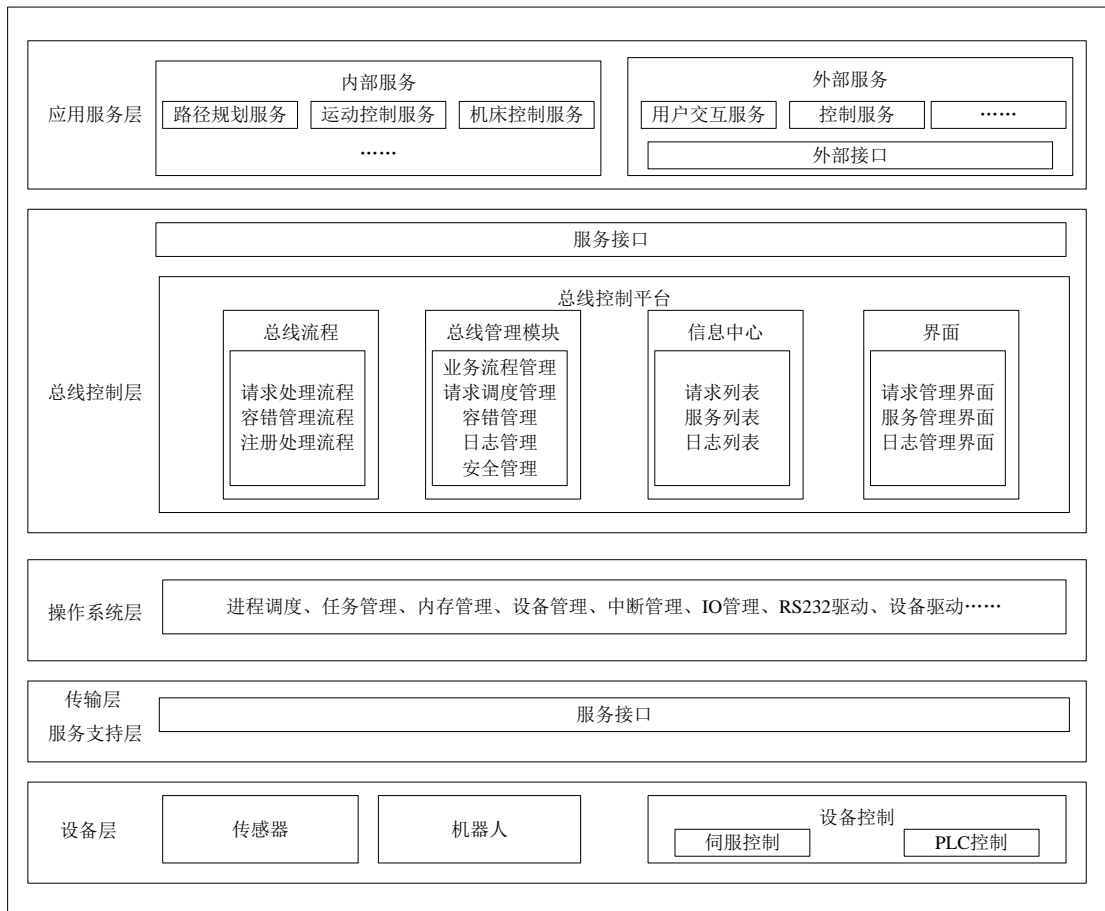 内部服务
外部服务
应用服务层
路径规划服务
运动控制服务
机床控制服务
用户交互服务
控制服务
……
……
外部接口
服务接口
总线控制平台
总线控制层
总线流程
请求处理流程
容错管理流程
注册处理流程
总线管理模块
业务流程管理
请求调度管理
容错管理
日志管理
安全管理
信息中心
请求列表
服务列表
日志列表
界面
请求管理界面
服务管理界面
日志管理界面
操作系统层
进程调度、任务管理、内存管理、设备管理、中断管理、IO管理、RS232驱动、设备驱动……
传输层
服务支持层
服务接口
设备层
传感器
机器人
设备控制
伺服控制
PLC控制